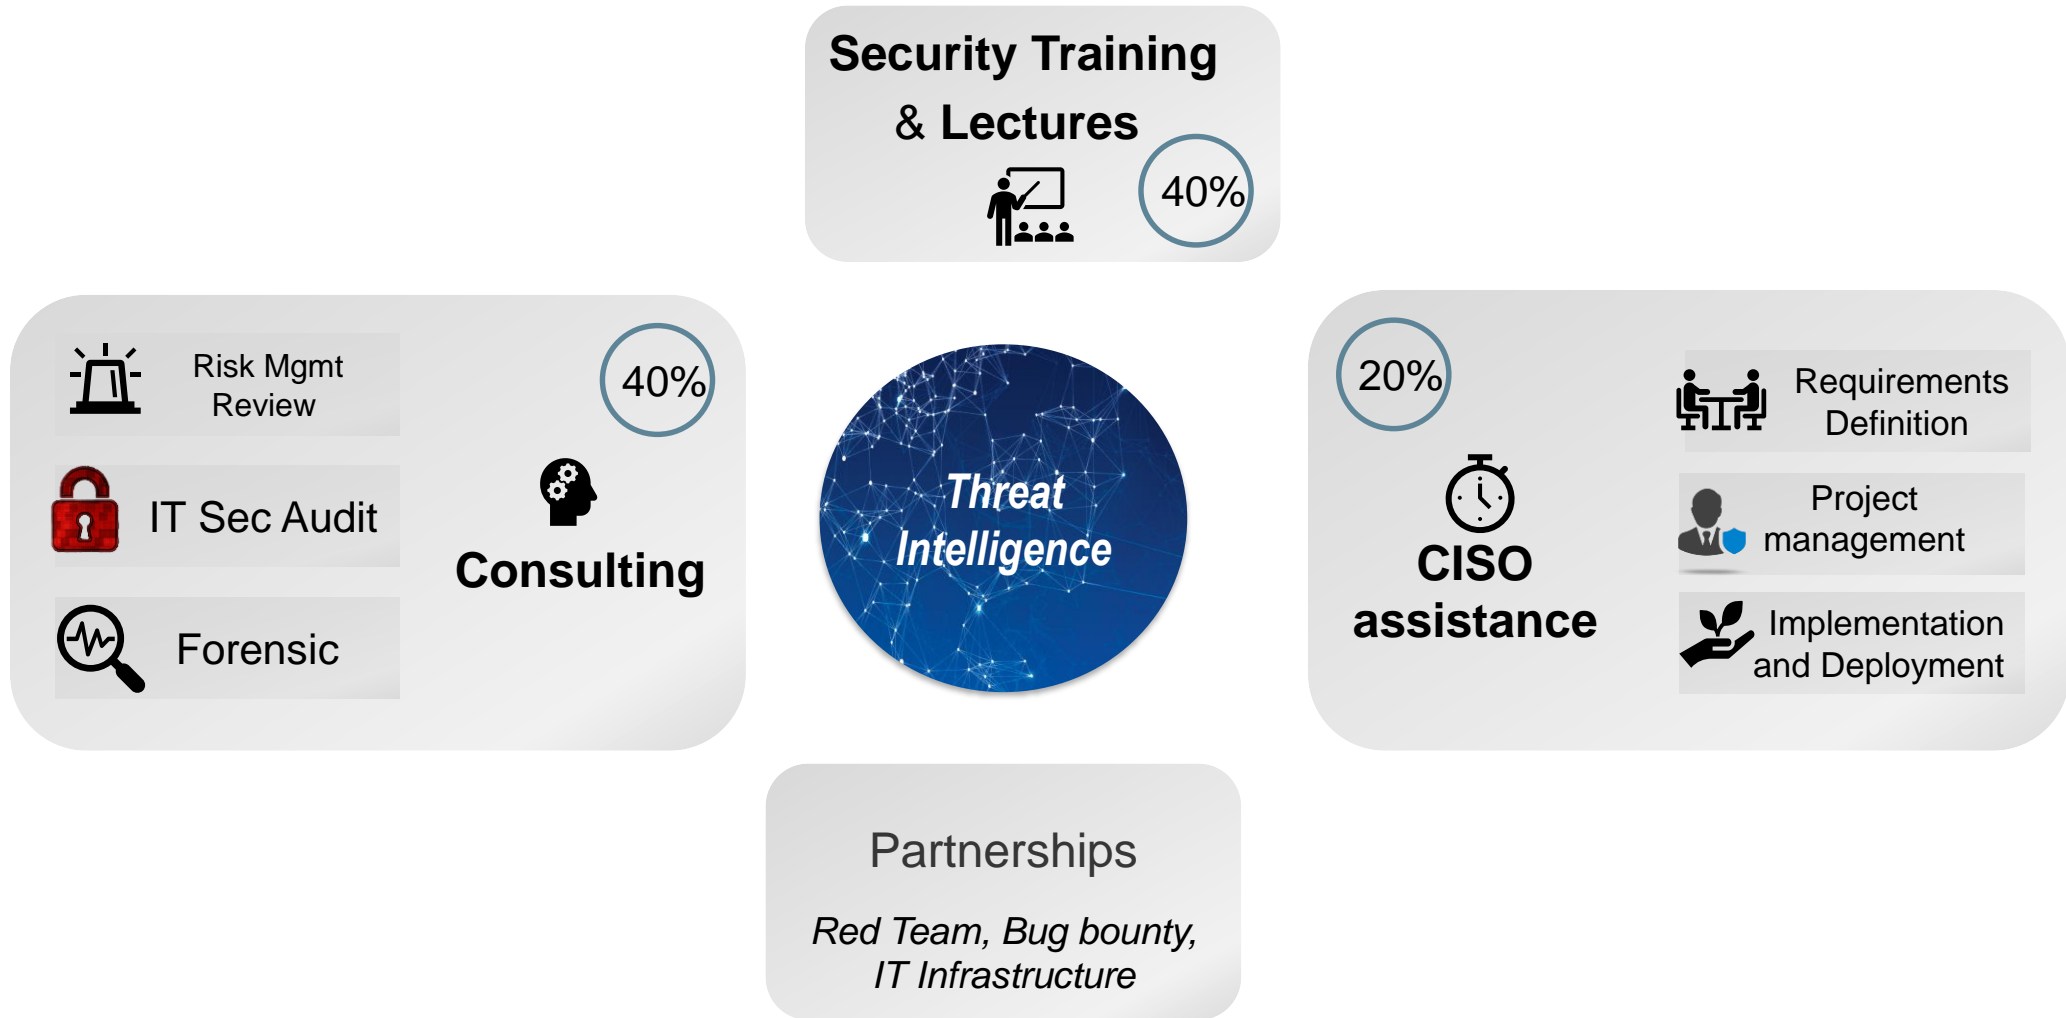 Security Training
& Lectures
40%
Risk Mgmt
Review
IT Sec Audit
Forensic
40%
Consulting
Threat
Intelligence
20%
CISO
assistance
Requirements
Definition
Project
management
Implementation
and Deployment
Partnerships
Red Team, Bug bounty,
IT Infrastructure